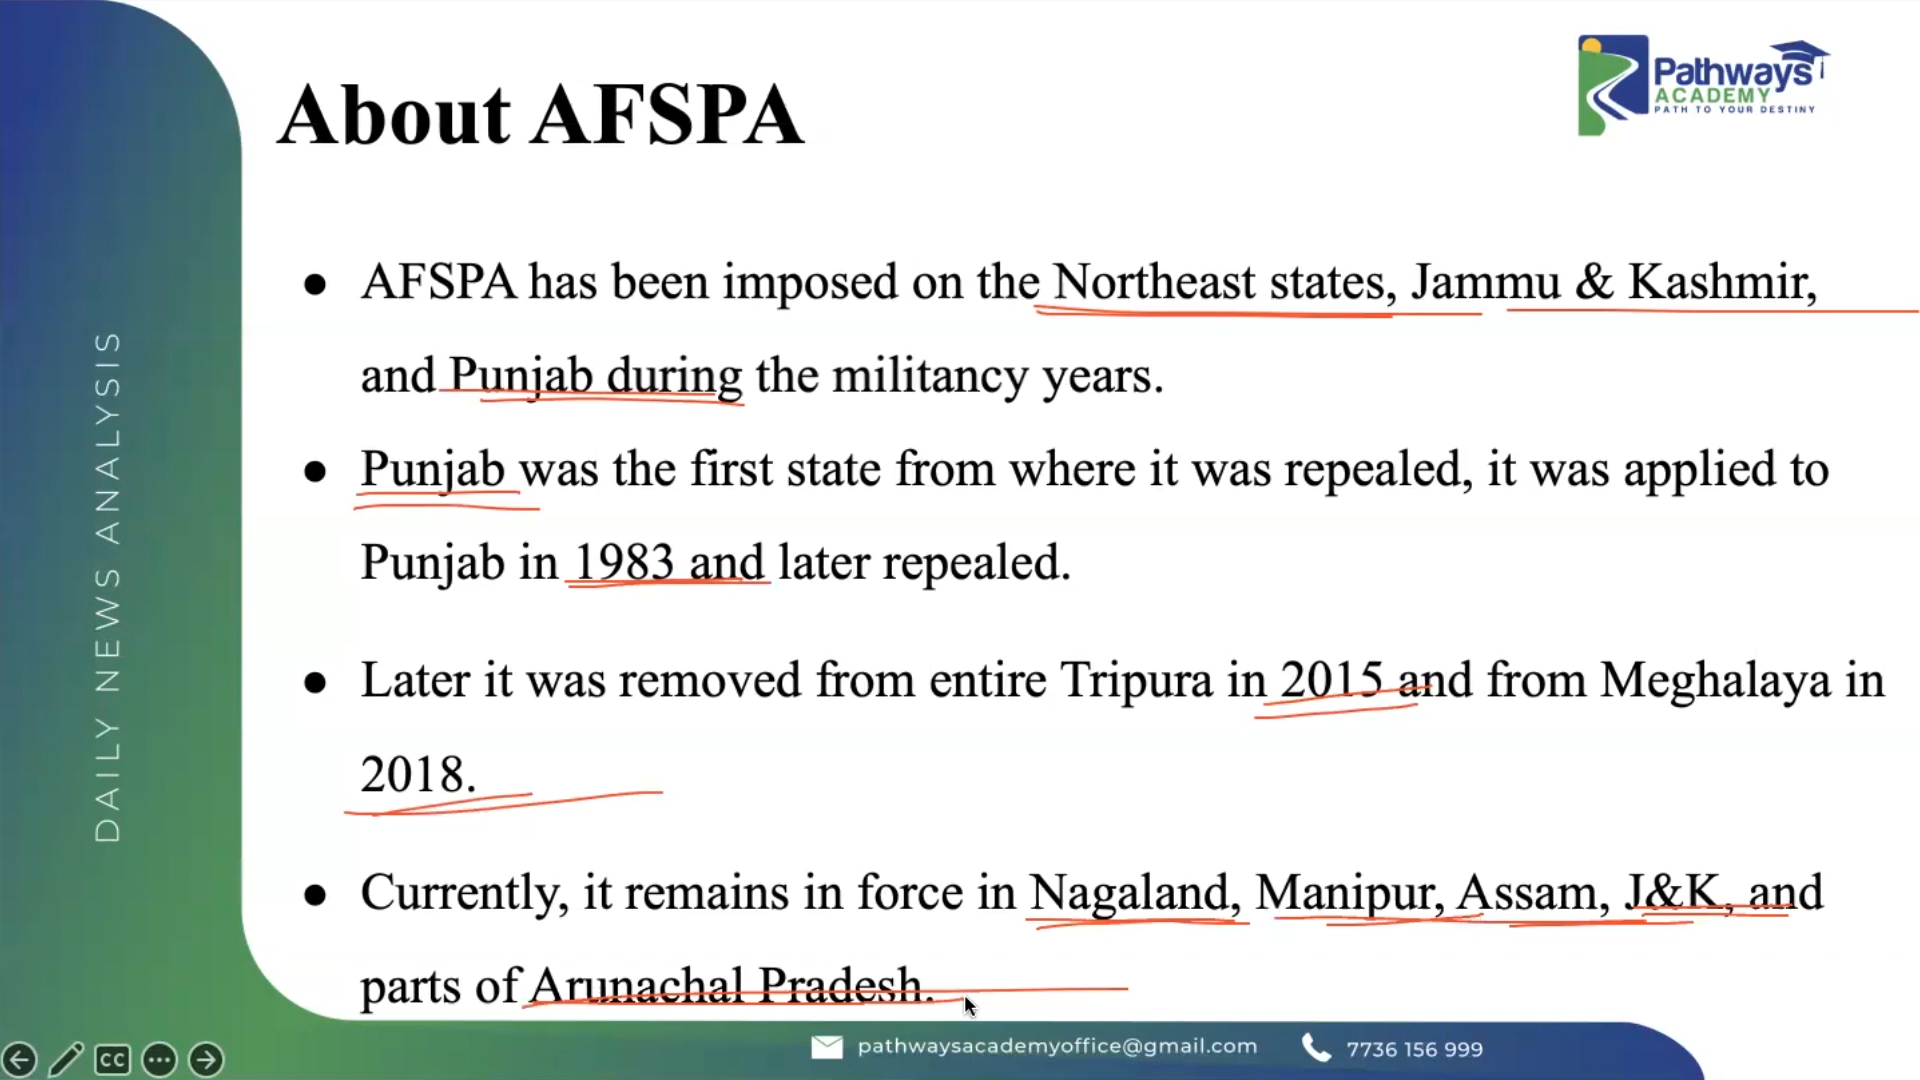 About AFSPA
Pathways
ACADEMY
PATH TO YOUR DESTINY
DAILY NEWS ANALYSIS
● AFSPA has been imposed on the Northeast states, Jammu & Kashmir,
and Punjab during the militancy years.
● Punjab was the first state from where it was repealed, it was applied to
Punjab in 1983 and later repealed.
● Later it was removed from entire Tripura in 2015 and from Meghalaya in
2018.
● Currently, it remains in force in Nagaland, Manipur, Assam, J&K, and
parts of Arunachal Pradesh.
CC
pathwaysacademyoffice@gmail.com
7736 156 999